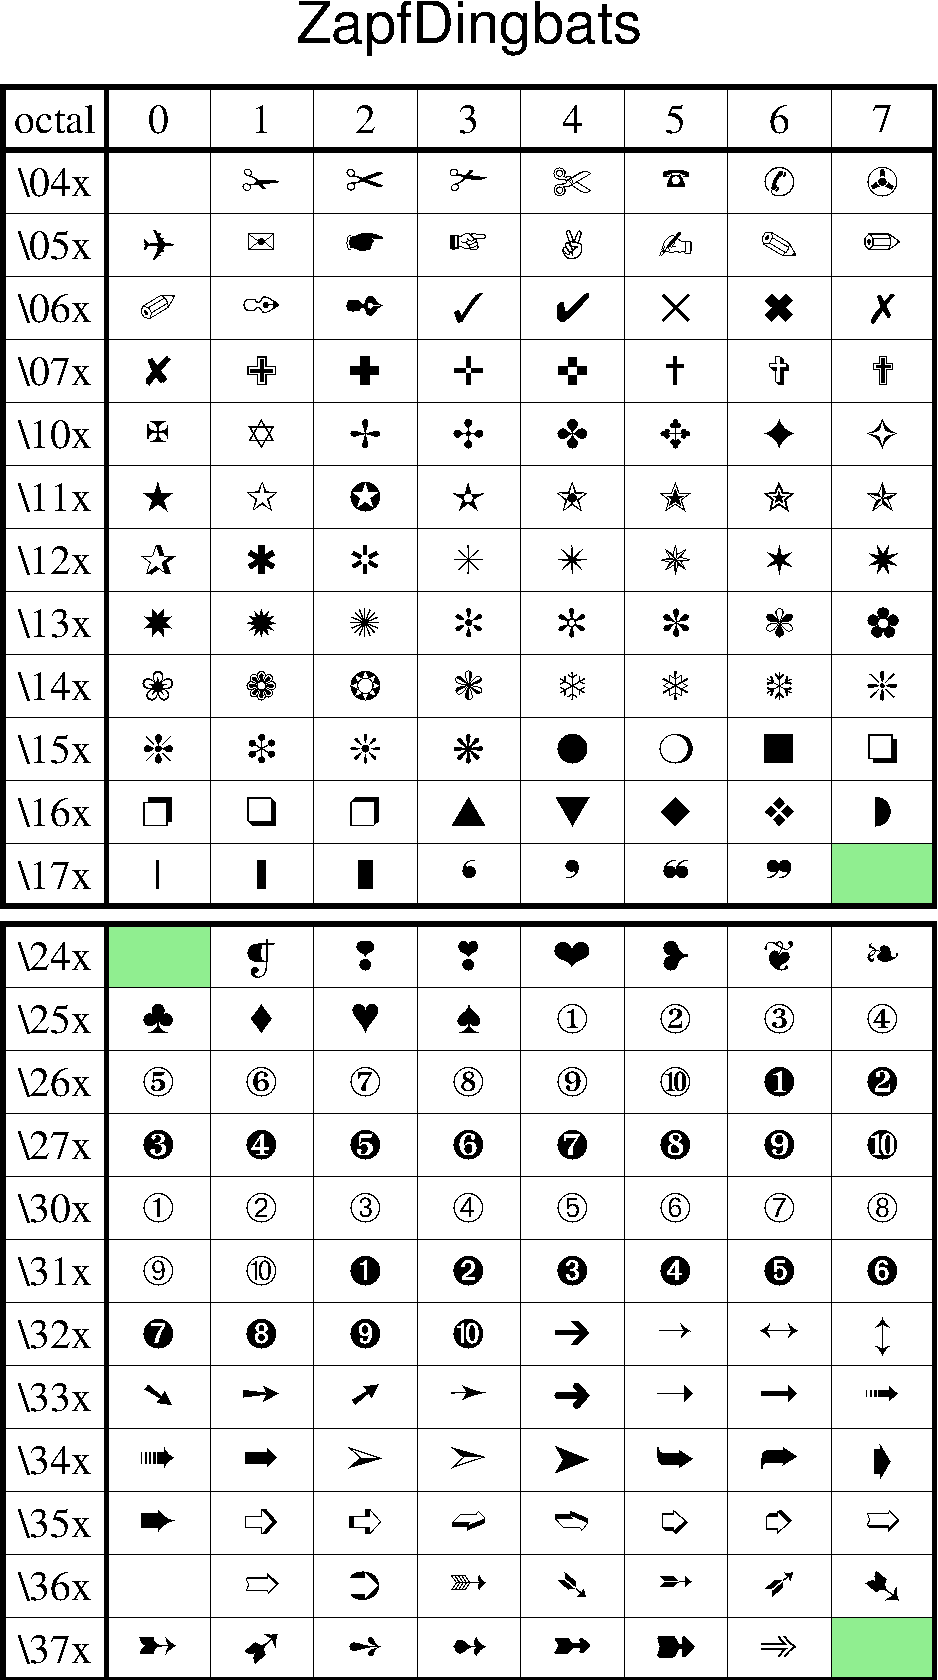 ZapfDingbats
octal 0 1 2 3 4 5 6 7
\04x ✁ ✂ ✃ ✄ ☎ ✆ ✇
\05x ✈ ✉ ☛ ☞ ✌ ✍ ✎ ✏
\06x ✐ ✑ ✒ ✓ ✔ ✕ ✖ ✗
\07x ✘ ✙ ✚ ✛ ✜ ✝ ✞ ✟
\10x ✠ ✡ ✢ ✣ ✤ ✥ ✦ ✧
\11x ★ ✩ ✪ ✫ ✬ ✭ ✮ ✯
\12x ✰ ✱ ✲ ✳ ✴ ✵ ✶ ✷
\13x ✸ ✹ ✺ ✻ ✼ ✽ ✾ ✿
\14x ❀ ❁ ❂ ❃ ❄ ❅ ❆ ❇
\15x ❈ ❉ ❊ ❋ ● ❍ ■ ❏
\16x ❐ ❑ ❒ ▲ ▼ ◆ ❖ ◗
\17x ❘ ❙ ❚ ❛ ❜ ❝ ❞
\24x ❡ ❢ ❣ ❤ ❥ ❦ ❧
\25x ♣ ♦ ♥ ♠ ① ② ③ ④
\26x ⑤ ⑥ ⑦ ⑧ ⑨ ⑩ ❶ ❷
\27x ❸ ❹ ❺ ❻ ❼ ❽ ❾ ❿
\30x ➀ ➁ ➂ ➃ ➄ ➅ ➆ ➇
\31x ➈ ➉ ➊ ➋ ➌ ➍ ➎ ➏
\32x ➐ ➑ ➒ ➓ ➔ → ↔ ↕
\33x ➘ ➙ ➚ ➛ ➜ ➝ ➞ ➟
\34x ➠ ➡ ➢ ➣ ➤ ➥ ➦ ➧
\35x ➨ ➩ ➪ ➫ ➬ ➭ ➮ ➯
\36x ➱ ➲ ➳ ➴ ➵ ➶ ➷
\37x ➸ ➹ ➺ ➻ ➼ ➽ ➾